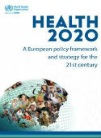 HEALTH
2020
A European policy framework
and strategy for the
21st century